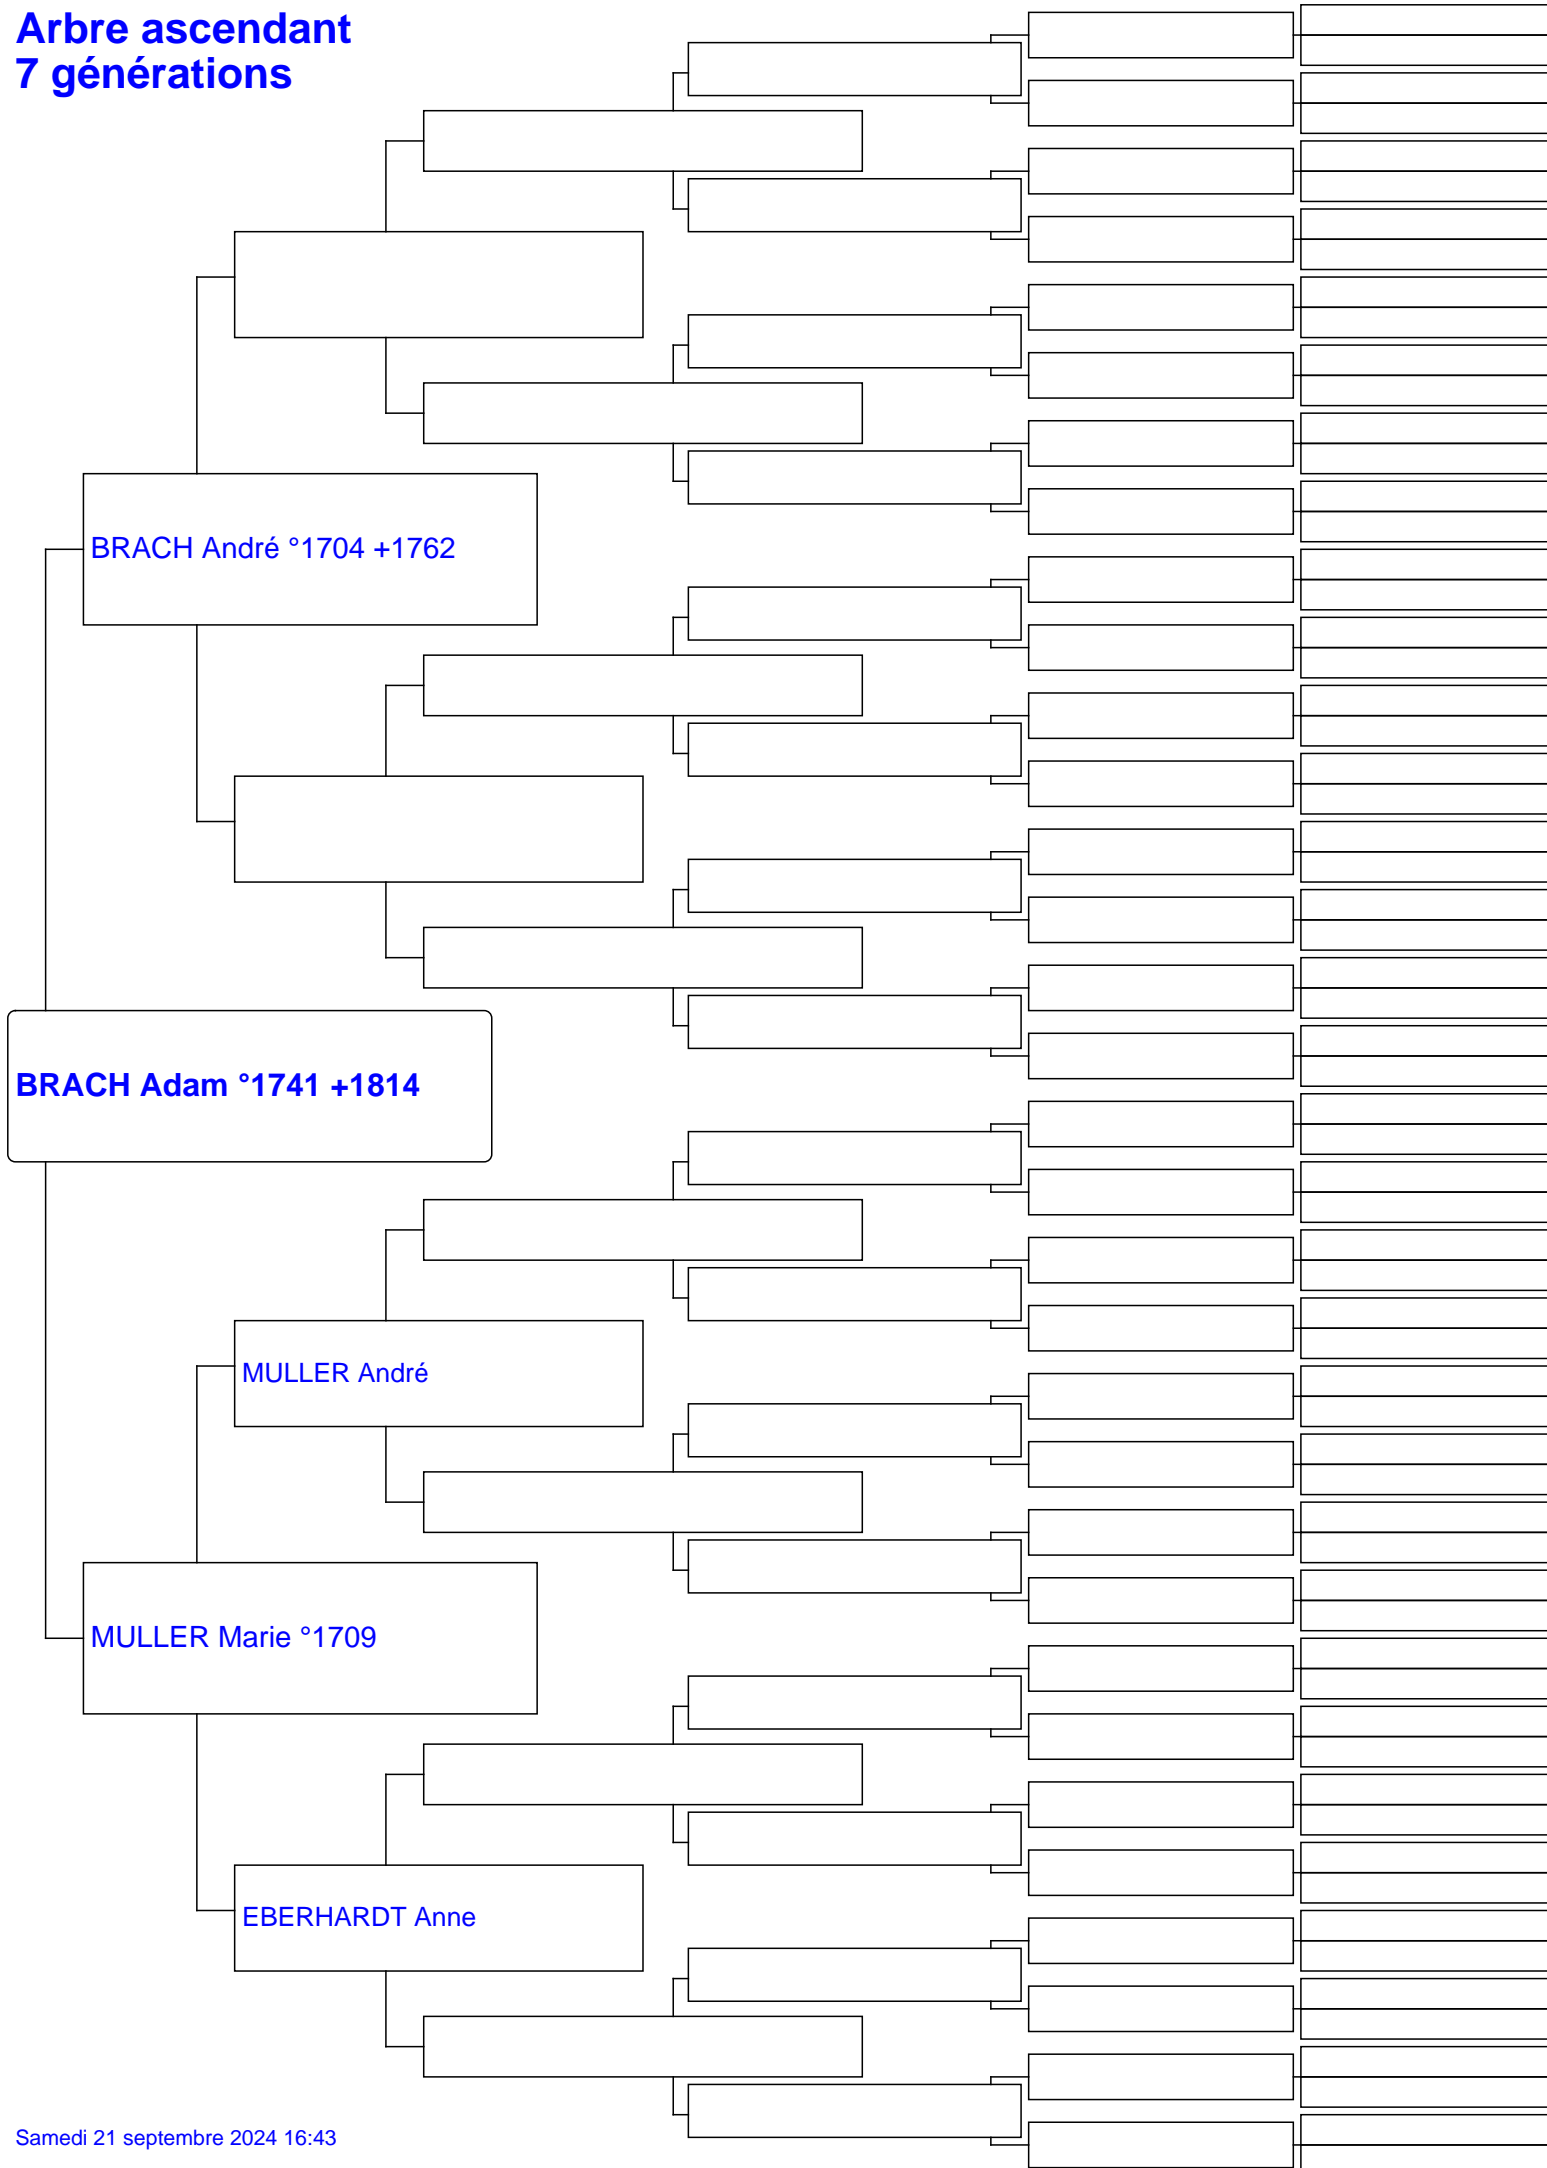 Arbre ascendant
7 générations
BRACH André °1704 +1762
BRACH Adam °1741 +1814
MULLER André
MULLER Marie °1709
EBERHARDT Anne
Samedi 21 septembre 2024 16:43